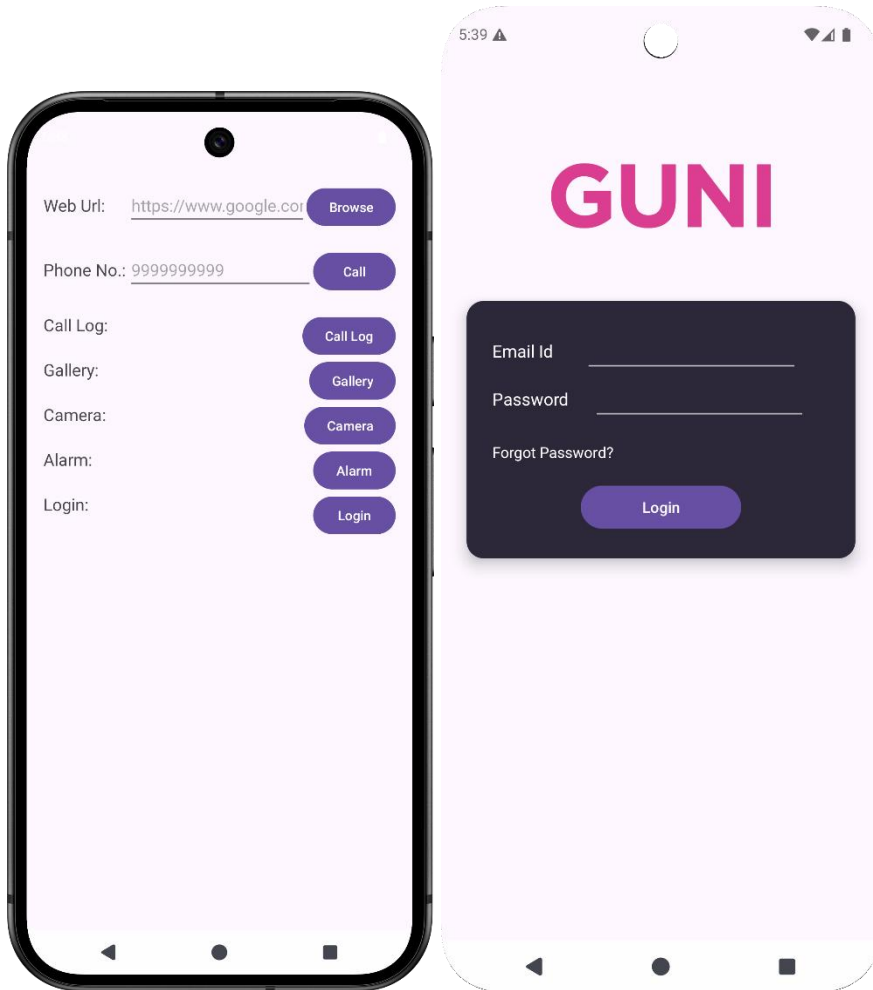 Web Url: https://www.google.cor Browse
Phone No.: 9999999999 Call
Call Log: Call Log
Gallery: Gallery
Camera: Camera
Alarm: Alarm
Login: Login
5:39
GUNI
Email Id
Password
Forgot Password?
Login